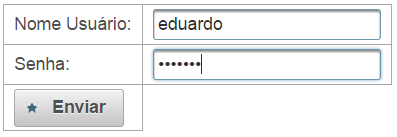 Nome Usuário: eduardo
Senha: •••••••
Enviar